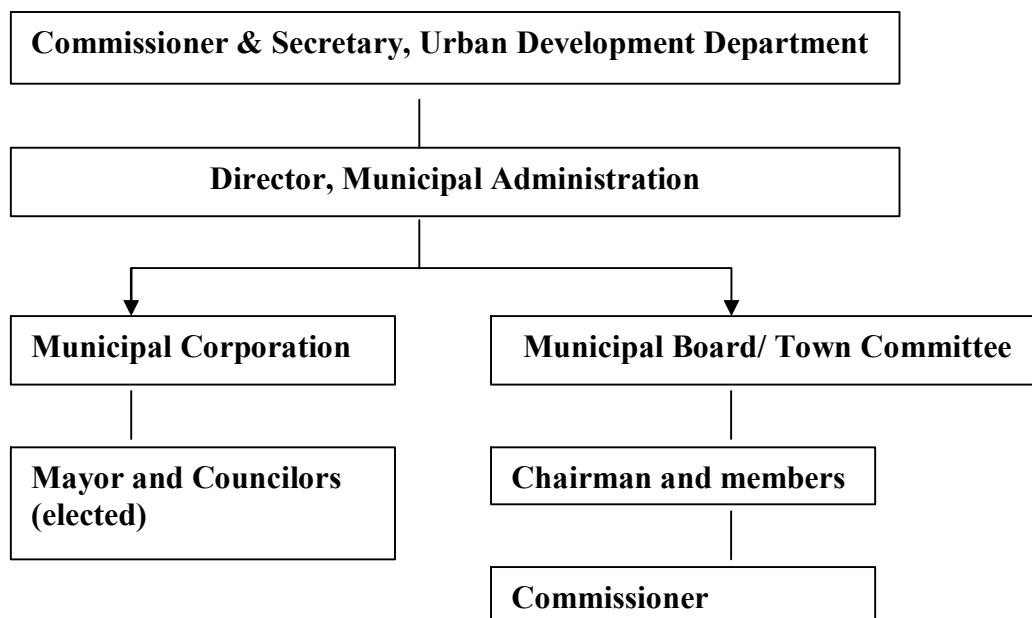 Commissioner & Secretary, Urban Development Department
Director, Municipal Administration
Municipal Corporation
Municipal Board/ Town Committee
Mayor and Councilors
(elected)
Chairman and members
Commissioner